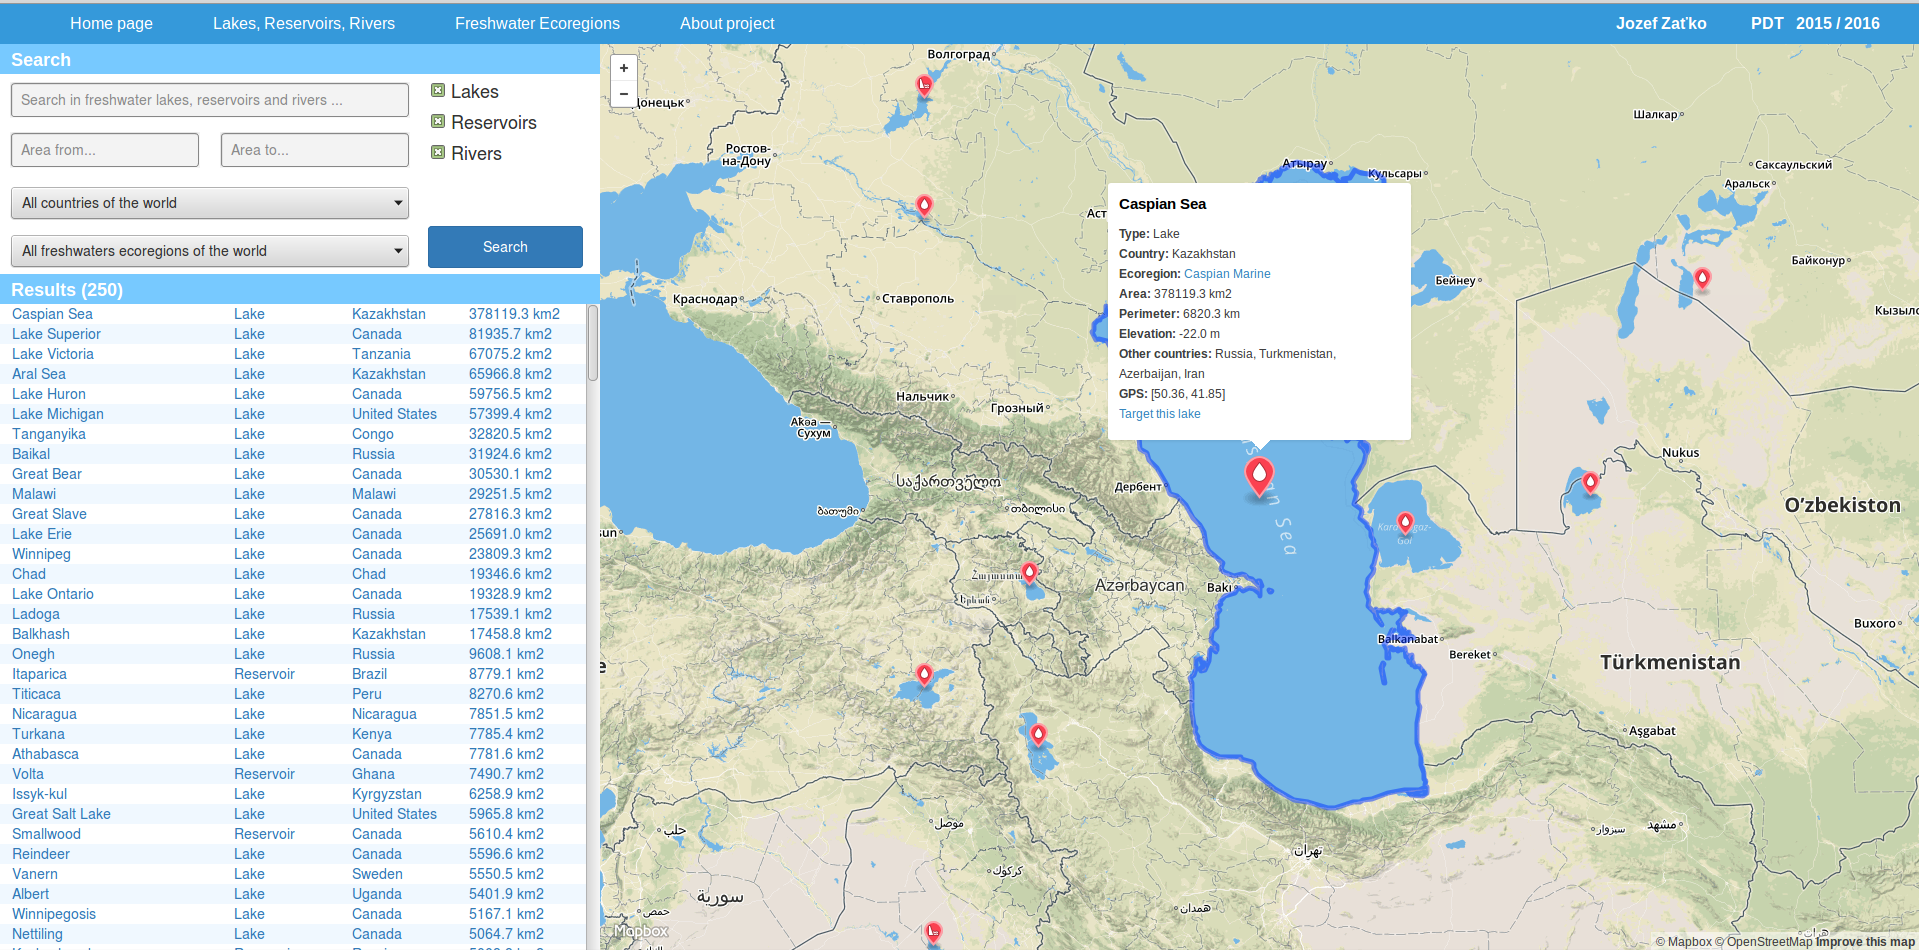 Home page Lakes, Reservoirs, Rivers Freshwater Ecoregions About project Jozef Zaťko PDT 2015 / 2016
Search
Search in freshwater lakes, reservoirs and rivers ...
Area from... Area to...
Lakes
Reservoirs
Rivers
All countries of the world
All freshwaters ecoregions of the world
Search
Results (250)
Caspian Sea Lake Kazakhstan 378119.3 km2
Lake Superior Lake Canada 81935.7 km2
Lake Victoria Lake Tanzania 67075.2 km2
Aral Sea Lake Kazakhstan 65966.8 km2
Lake Huron Lake Canada 59756.5 km2
Lake Michigan Lake United States 57399.4 km2
Tanganyika Lake Congo 32820.5 km2
Baikal Lake Russia 31924.6 km2
Great Bear Lake Canada 30530.1 km2
Malawi Lake Malawi 29251.5 km2
Great Slave Lake Canada 27816.3 km2
Lake Erie Lake Canada 25691.0 km2
Winnipeg Lake Canada 23809.3 km2
Chad Lake Chad 19346.6 km2
Lake Ontario Lake Canada 19328.9 km2
Ladoga Lake Russia 17539.1 km2
Balkhash Lake Kazakhstan 17458.8 km2
Onegh Lake Russia 9608.1 km2
Itaparica Reservoir Brazil 8779.1 km2
Titicaca Lake Peru 8270.6 km2
Nicaragua Lake Nicaragua 7851.5 km2
Turkana Lake Kenya 7785.4 km2
Athabasca Lake Canada 7781.6 km2
Volta Reservoir Ghana 7490.7 km2
Issyk-kul Lake Kyrgyzstan 6258.9 km2
Great Salt Lake Lake United States 5965.8 km2
Smallwood Reservoir Canada 5610.4 km2
Reindeer Lake Canada 5596.6 km2
Vanern Lake Sweden 5550.5 km2
Albert Lake Uganda 5401.9 km2
Winnipegosis Lake Canada 5167.1 km2
Nettiling Lake Canada 5064.7 km2
+
−
Волгоград
Донецьк
Ростов-
на-Дону
Шалкар
Атырау
Кульсары
Саксаульский
Аральск
Аст
Байконур
Бейнеу
Краснодар
Ставрополь
Кызылс
Caspian Sea
Type: Lake
Country: Kazakhstan
Ecoregion: Caspian Marine
Area: 378119.3 km2
Perimeter: 6820.3 km
Elevation: -22.0 m
Other countries: Russia, Turkmenistan,
Azerbaijan, Iran
GPS: [50.36, 41.85]
Target this lake
Нальчик
Грозный
Аҟәа —
Сухум
Nukus
საქართველო
Дербент
O‘zbekiston
ბათუმი
თბილისი
sun
an Sea
Gol
Azərbaycan
Bakı
Երևան
Buxoro
Balkanabat
Bereket
Türkmenistan
e
Aşgabat
حلب
موصل
سبزوار
مشهد
تهران
کرکوك
سورية
حمص
همدان
Mapbox
© Mapbox © OpenStreetMap Improve this map